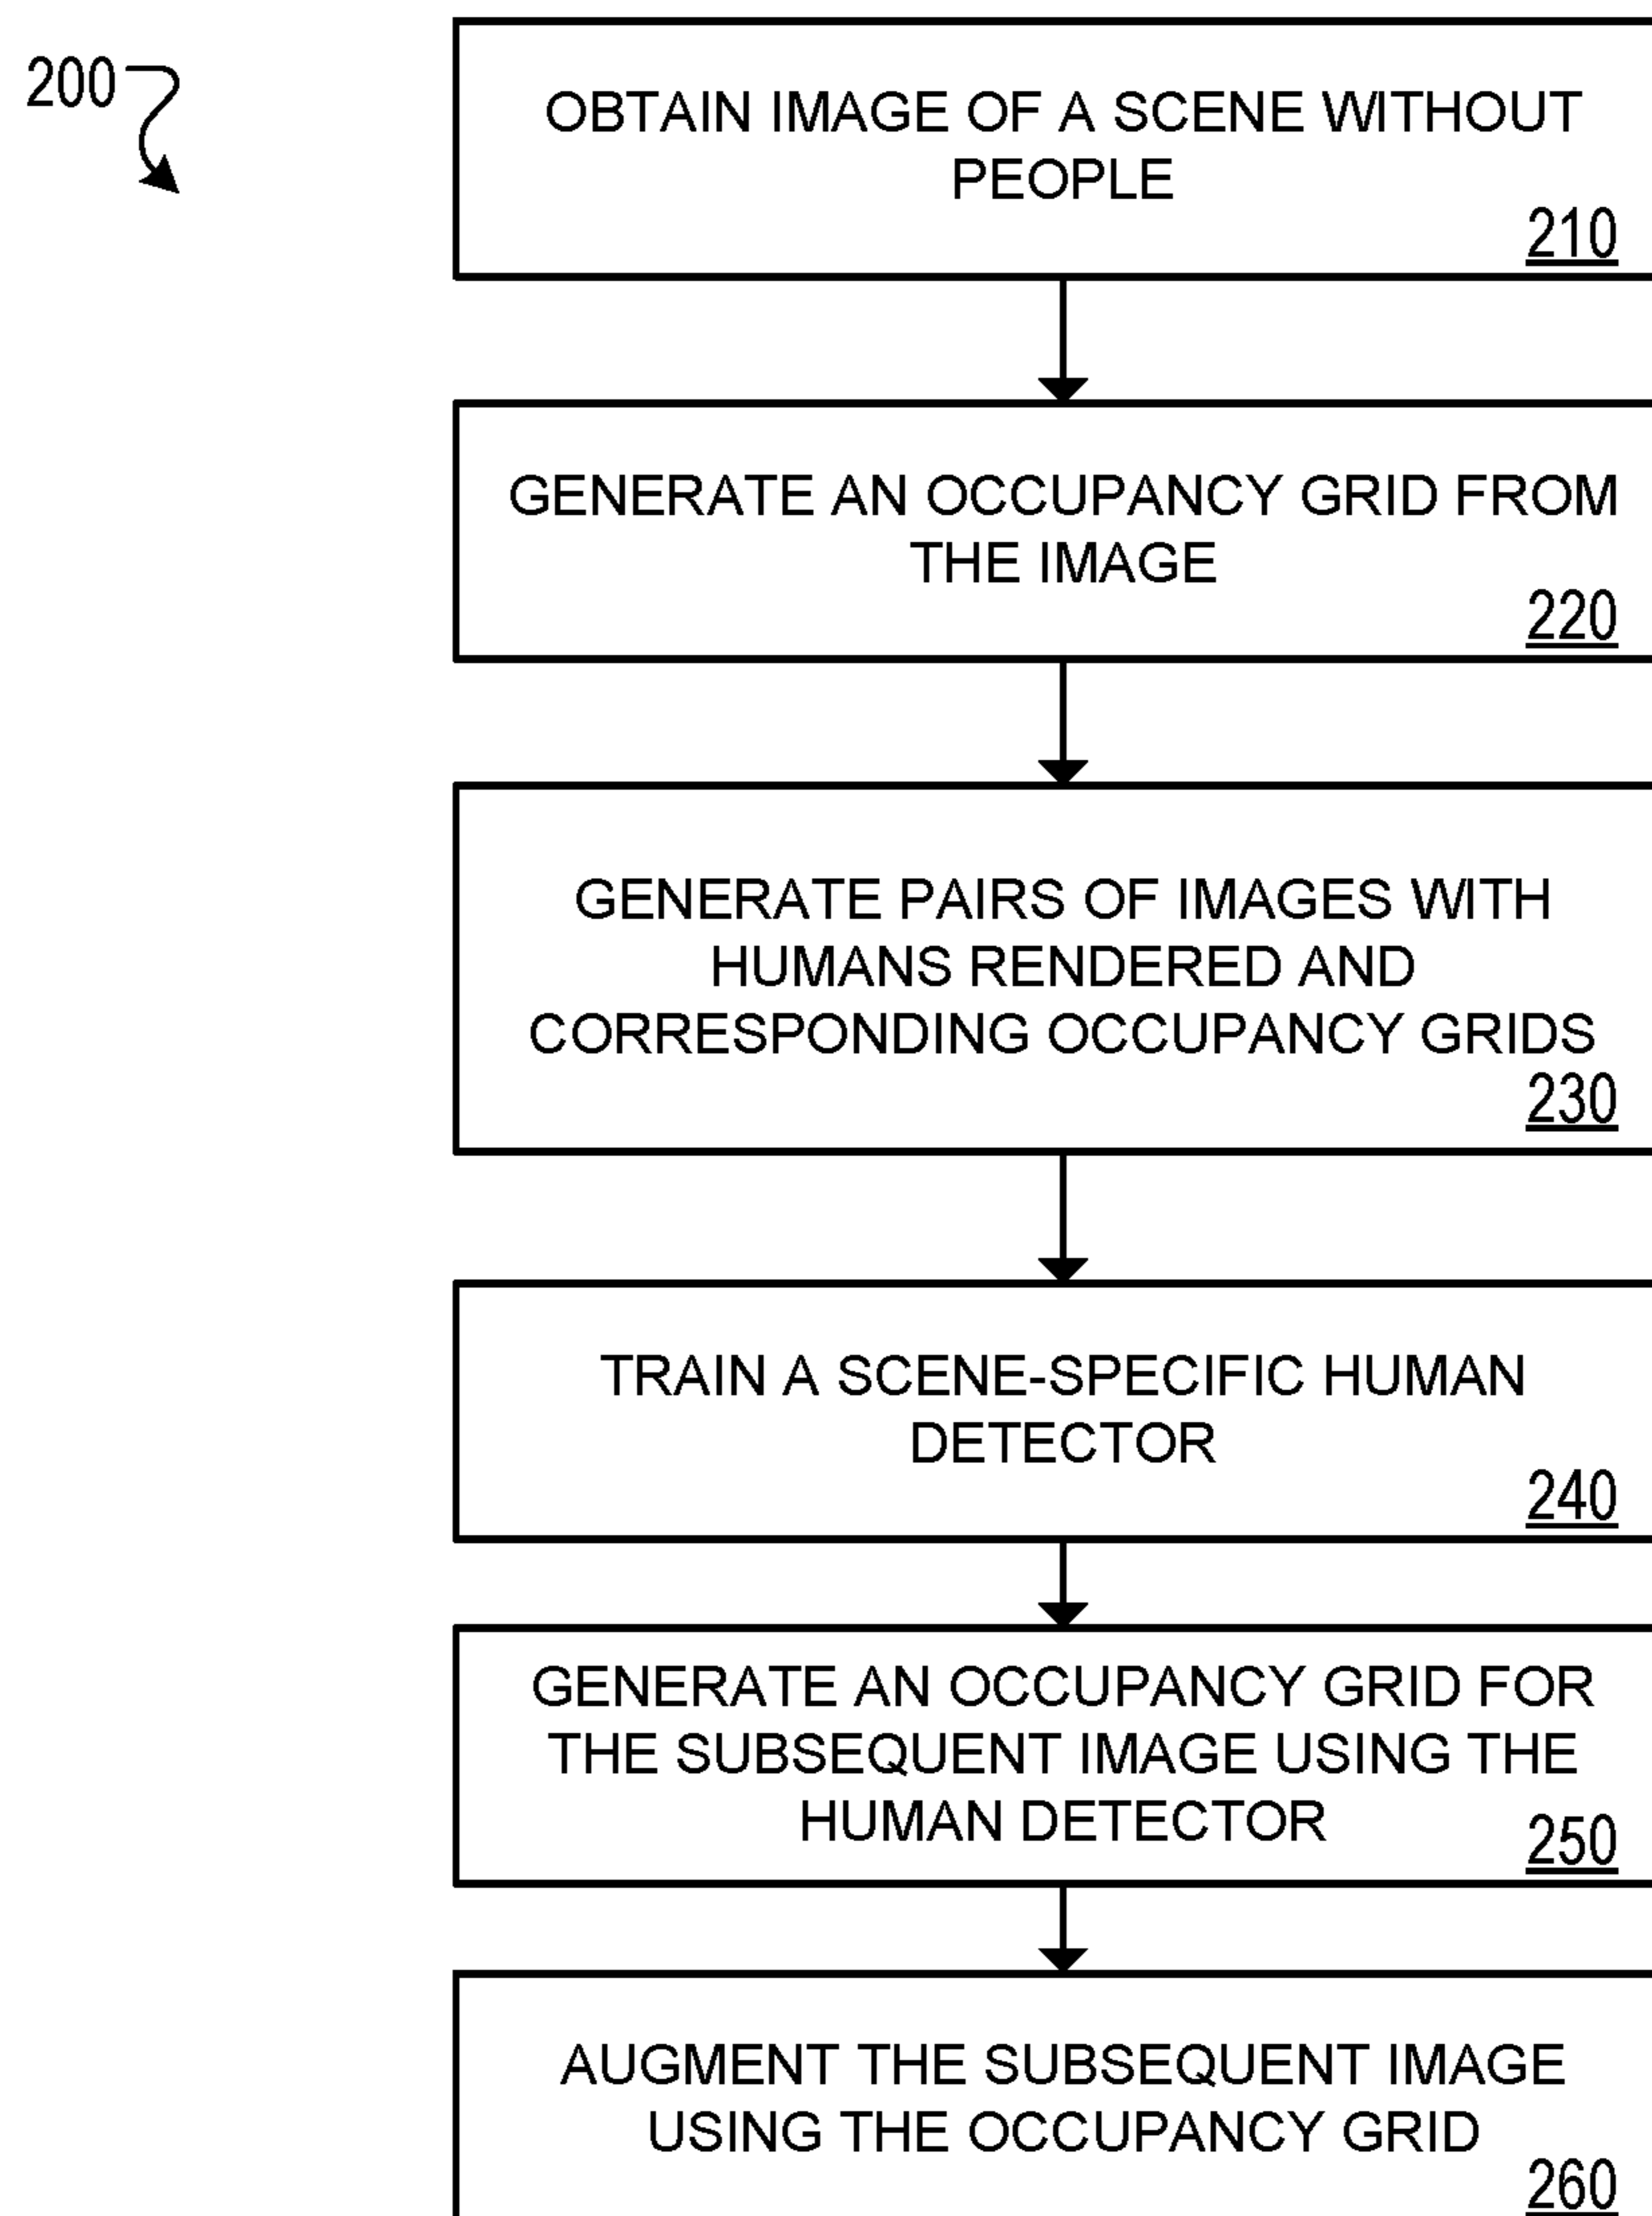 200
OBTAIN IMAGE OF A SCENE WITHOUT
PEOPLE
210
GENERATE AN OCCUPANCY GRID FROM
THE IMAGE
220
GENERATE PAIRS OF IMAGES WITH
HUMANS RENDERED AND
CORRESPONDING OCCUPANCY GRIDS
230
TRAIN A SCENE-SPECIFIC HUMAN
DETECTOR
240
GENERATE AN OCCUPANCY GRID FOR
THE SUBSEQUENT IMAGE USING THE
HUMAN DETECTOR
250
AUGMENT THE SUBSEQUENT IMAGE
USING THE OCCUPANCY GRID
260